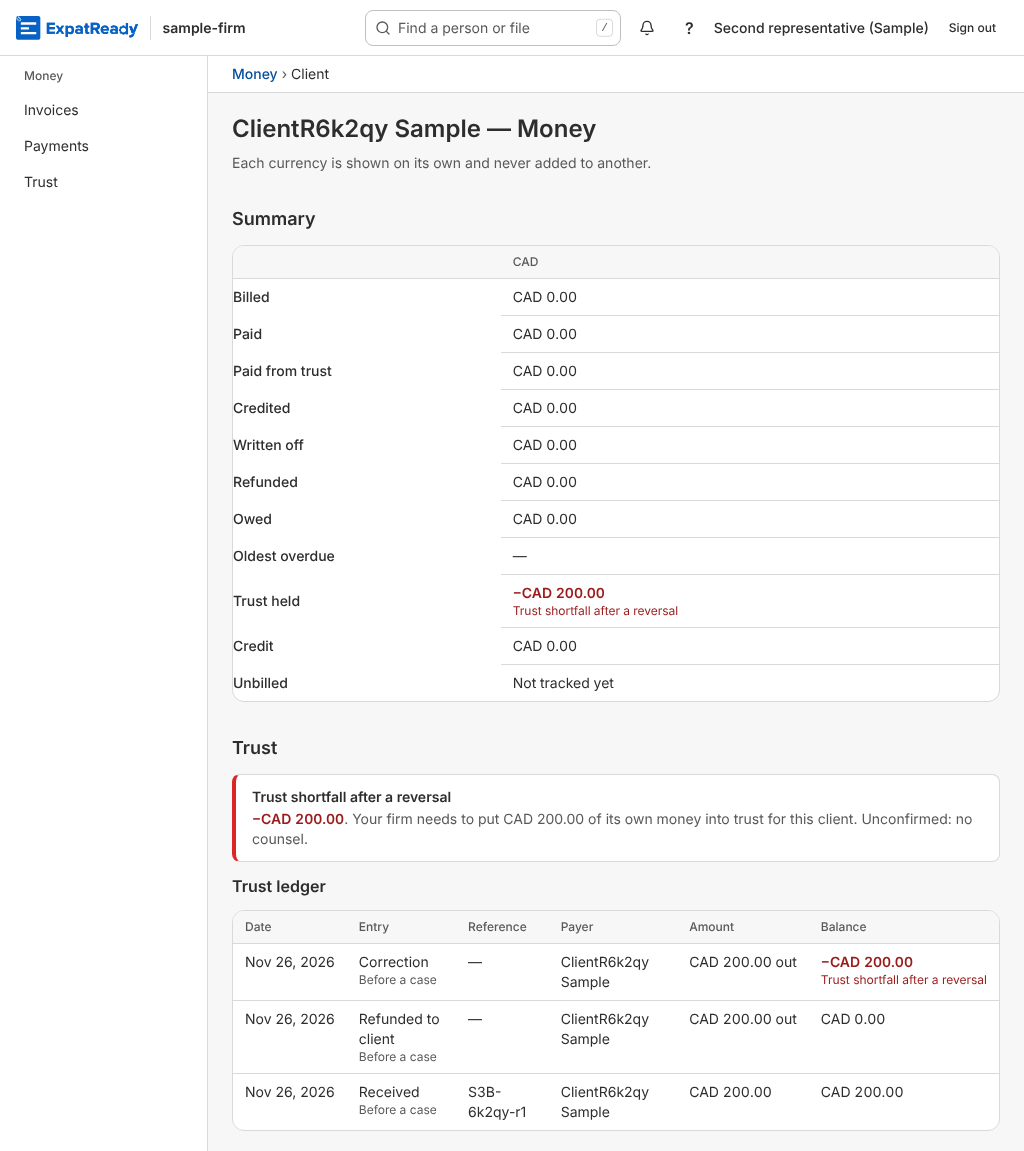 ExpatReady
sample-firm
Find a person or file
/
?
Second representative (Sample)
Sign out
Money
Invoices
Payments
Trust
Money › Client
ClientR6k2qy Sample — Money
Each currency is shown on its own and never added to another.
Summary
CAD
Billed CAD 0.00
Paid CAD 0.00
Paid from trust CAD 0.00
Credited CAD 0.00
Written off CAD 0.00
Refunded CAD 0.00
Owed CAD 0.00
Oldest overdue —
Trust held −CAD 200.00
Trust shortfall after a reversal
Credit CAD 0.00
Unbilled Not tracked yet
Trust
Trust shortfall after a reversal
−CAD 200.00. Your firm needs to put CAD 200.00 of its own money into trust for this client. Unconfirmed: no
counsel.
Trust ledger
Date Entry Reference Payer Amount Balance
Nov 26, 2026 Correction — ClientR6k2qy CAD 200.00 out −CAD 200.00
Before a case Sample Trust shortfall after a reversal
Nov 26, 2026 Refunded to — ClientR6k2qy CAD 200.00 out CAD 0.00
client Sample
Before a case
Nov 26, 2026 Received S3B- ClientR6k2qy CAD 200.00 CAD 200.00
Before a case 6k2qy-r1 Sample